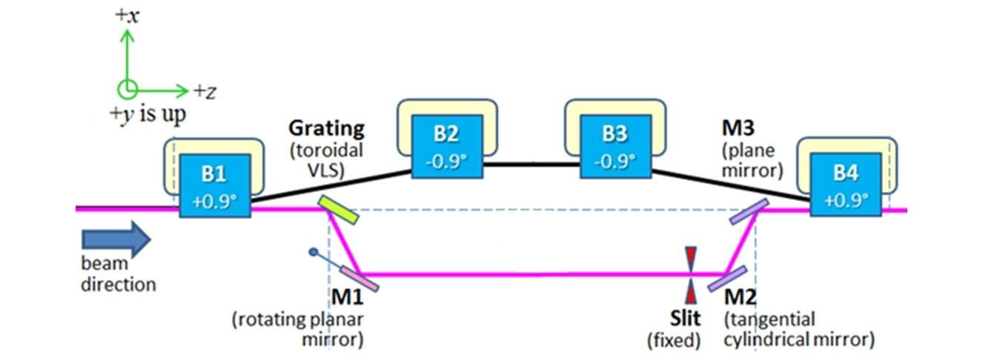 +x
+z
+y is up
Grating
(toroidal
VLS)
B1
+0.9°
B2
-0.9°
B3
-0.9°
M3
(plane
mirror)
B4
+0.9°
beam
direction
M1
(rotating planar
mirror)
Slit
(fixed)
M2
(tangential
cylindrical mirror)